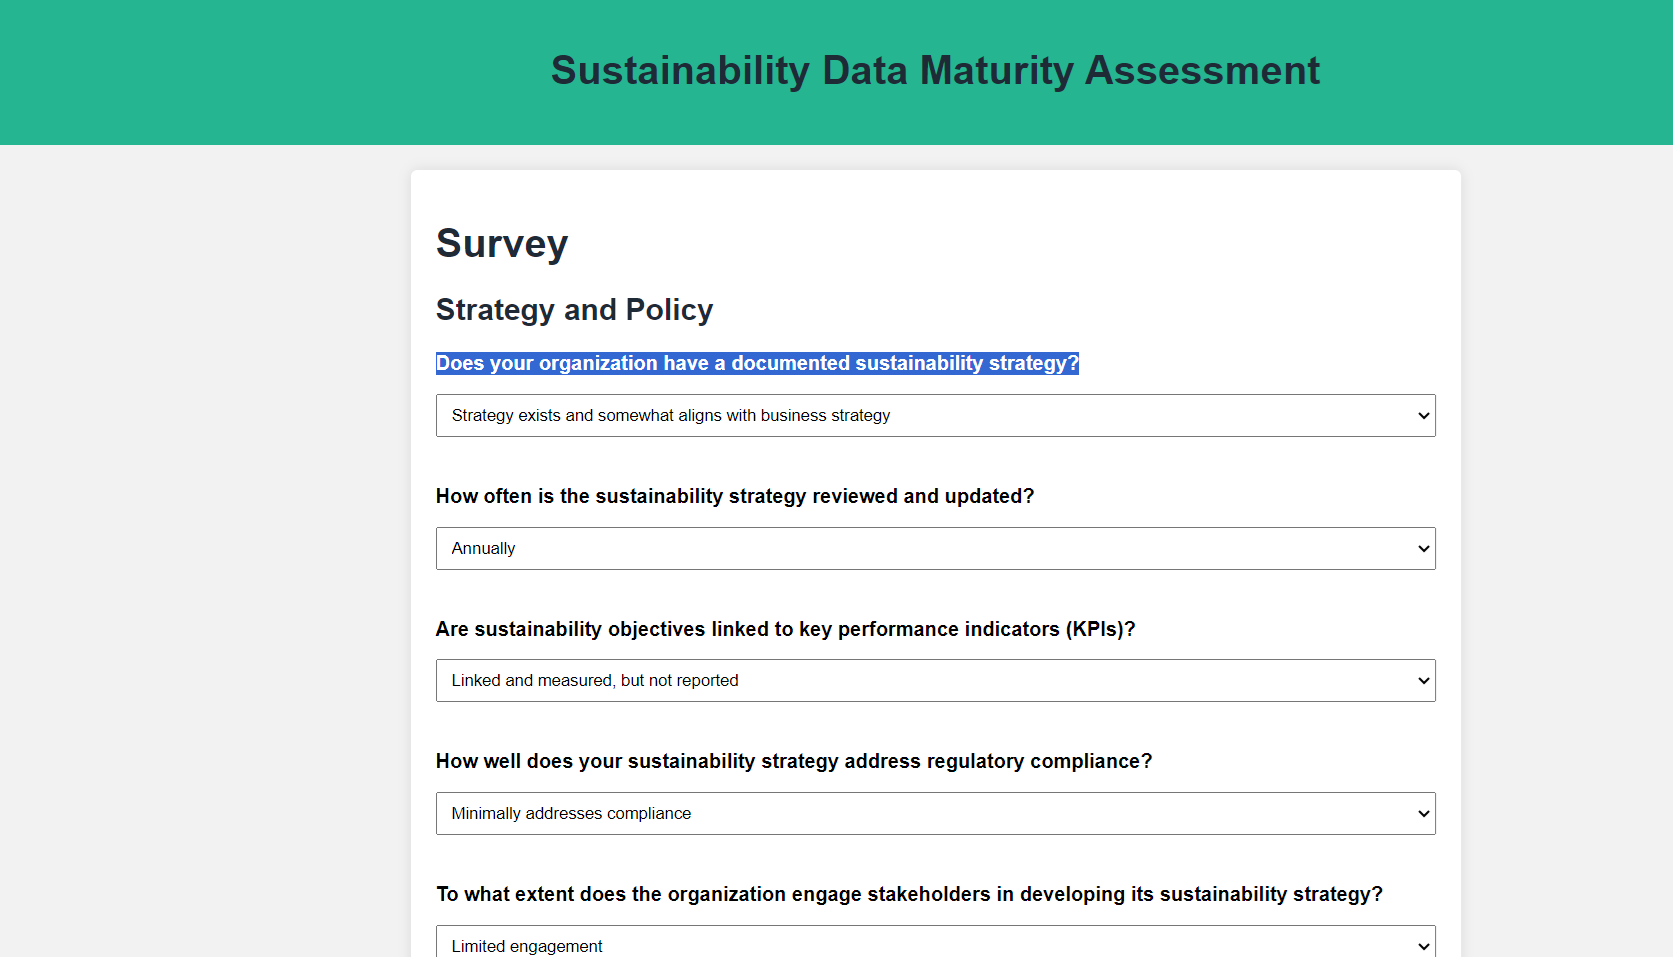 Sustainability Data Maturity Assessment
Survey
Strategy and Policy
Does your organization have a documented sustainability strategy?
Strategy exists and somewhat aligns with business strategy
How often is the sustainability strategy reviewed and updated?
Annually
Are sustainability objectives linked to key performance indicators (KPIs)?
Linked and measured, but not reported
How well does your sustainability strategy address regulatory compliance?
Minimally addresses compliance
To what extent does the organization engage stakeholders in developing its sustainability strategy?
Limited engagement